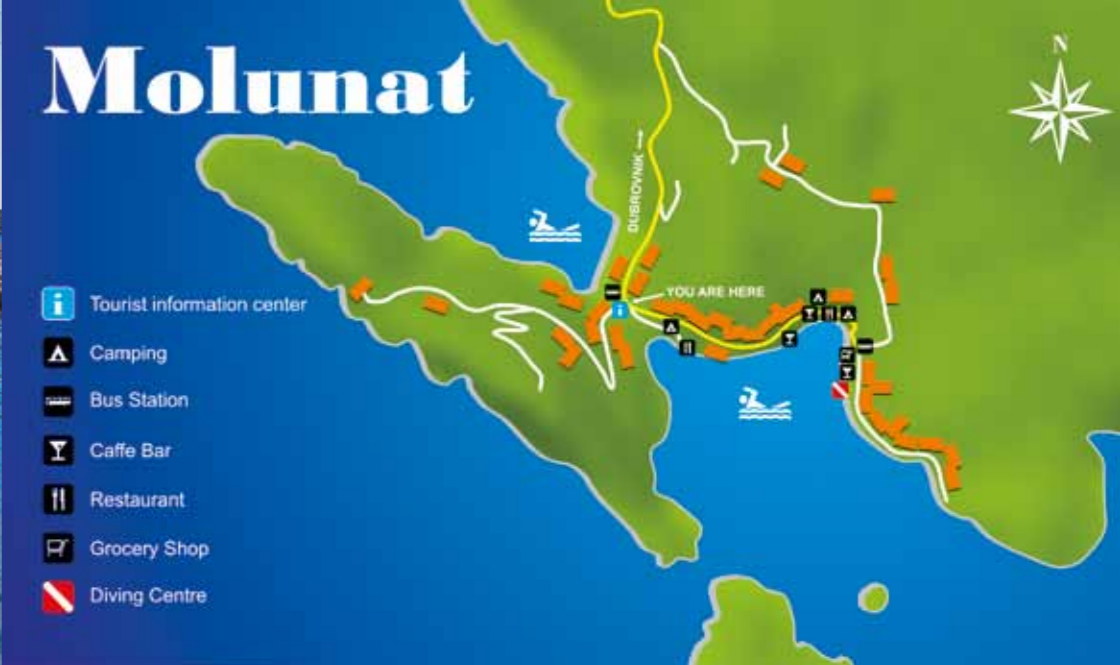 Molunat
N
DUBROVNIK
YOU ARE HERE
Tourist information center
Camping
Bus Station
Caffe Bar
Restaurant
Grocery Shop
Diving Centre